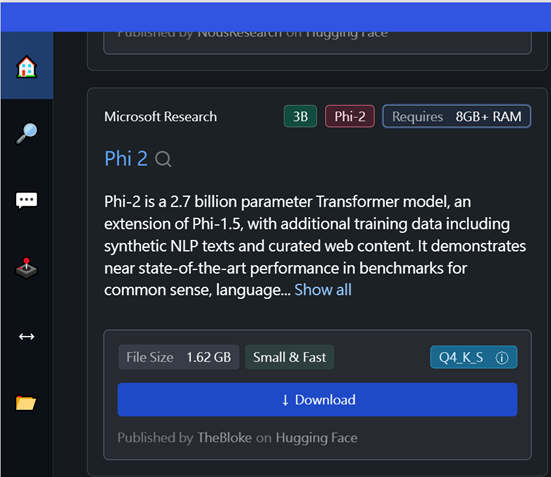 Published by NousResearch on Hugging Face
Microsoft Research 3B Phi-2 Requires 8GB+ RAM
Phi 2
Phi-2 is a 2.7 billion parameter Transformer model, an
extension of Phi-1.5, with additional training data including
synthetic NLP texts and curated web content. It demonstrates
near state-of-the-art performance in benchmarks for
common sense, language... Show all
File Size 1.62 GB Small & Fast Q4_K_S ⓘ
↓ Download
Published by TheBloke on Hugging Face